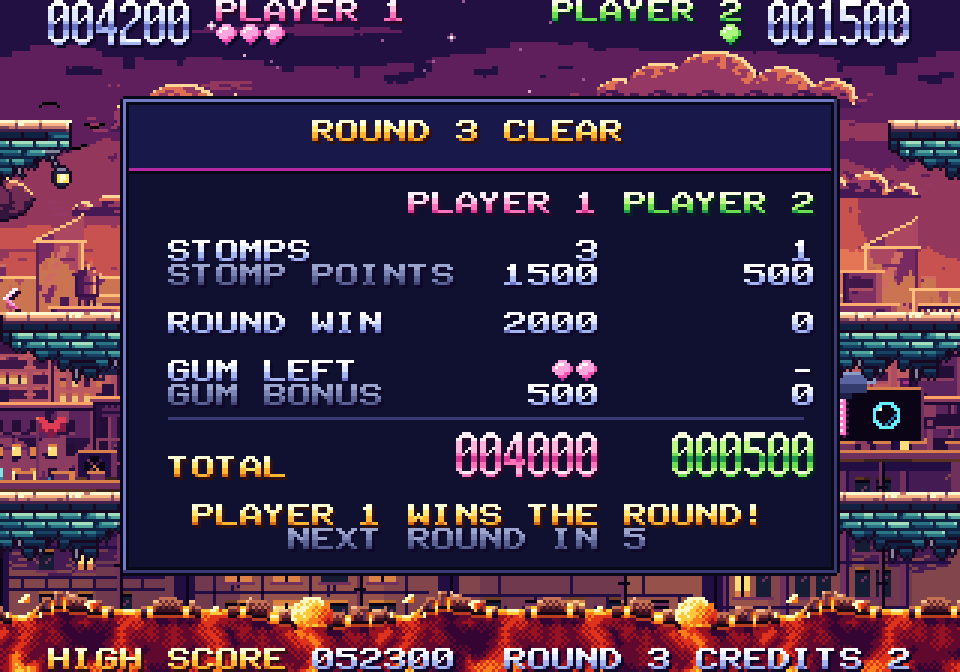 004200 PLAYER 1 PLAYER 2 001500
ROUND 3 CLEAR
PLAYER 1 PLAYER 2
STOMPS 3 1
STOMP POINTS 1500 500
ROUND WIN 2000 0
GUM LEFT –
GUM BONUS 500 0
TOTAL 004000 000500
PLAYER 1 WINS THE ROUND!
NEXT ROUND IN 5
HIGH SCORE 052300 ROUND 3 CREDITS 2